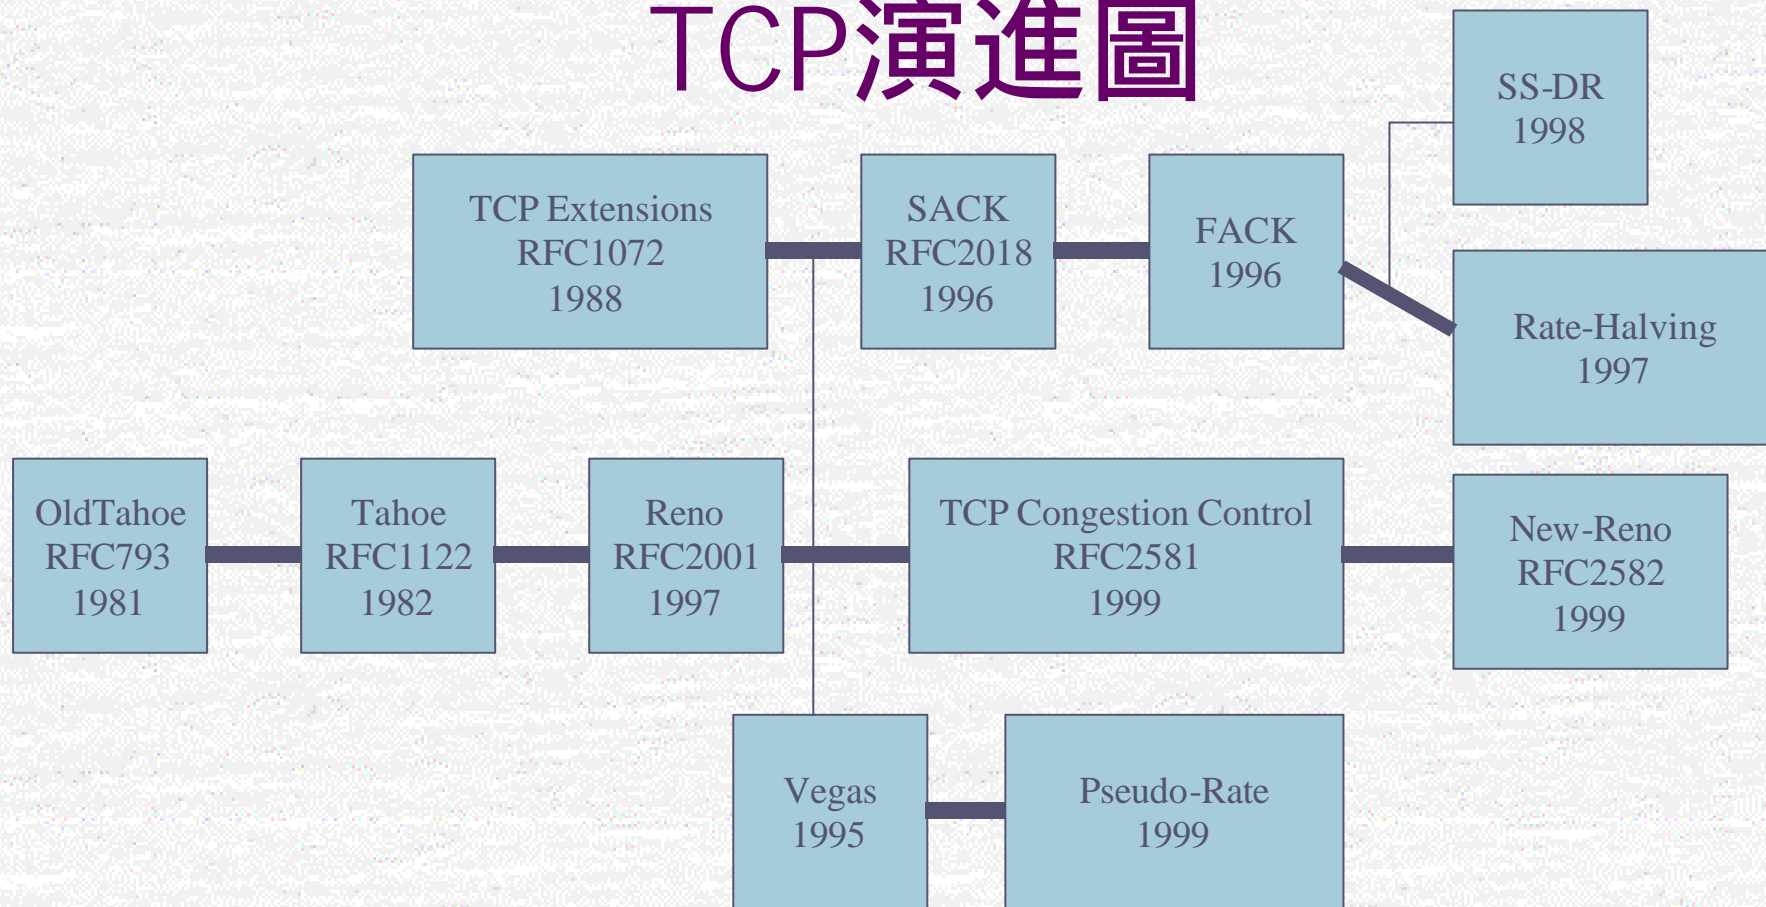 TCP演進圖
SS-DR
1998
TCP Extensions
RFC1072
1988
SACK
RFC2018
1996
FACK
1996
Rate-Halving
1997
OldTahoe
RFC793
1981
Tahoe
RFC1122
1982
Reno
RFC2001
1997
TCP Congestion Control
RFC2581
1999
New-Reno
RFC2582
1999
Vegas
1995
Pseudo-Rate
1999